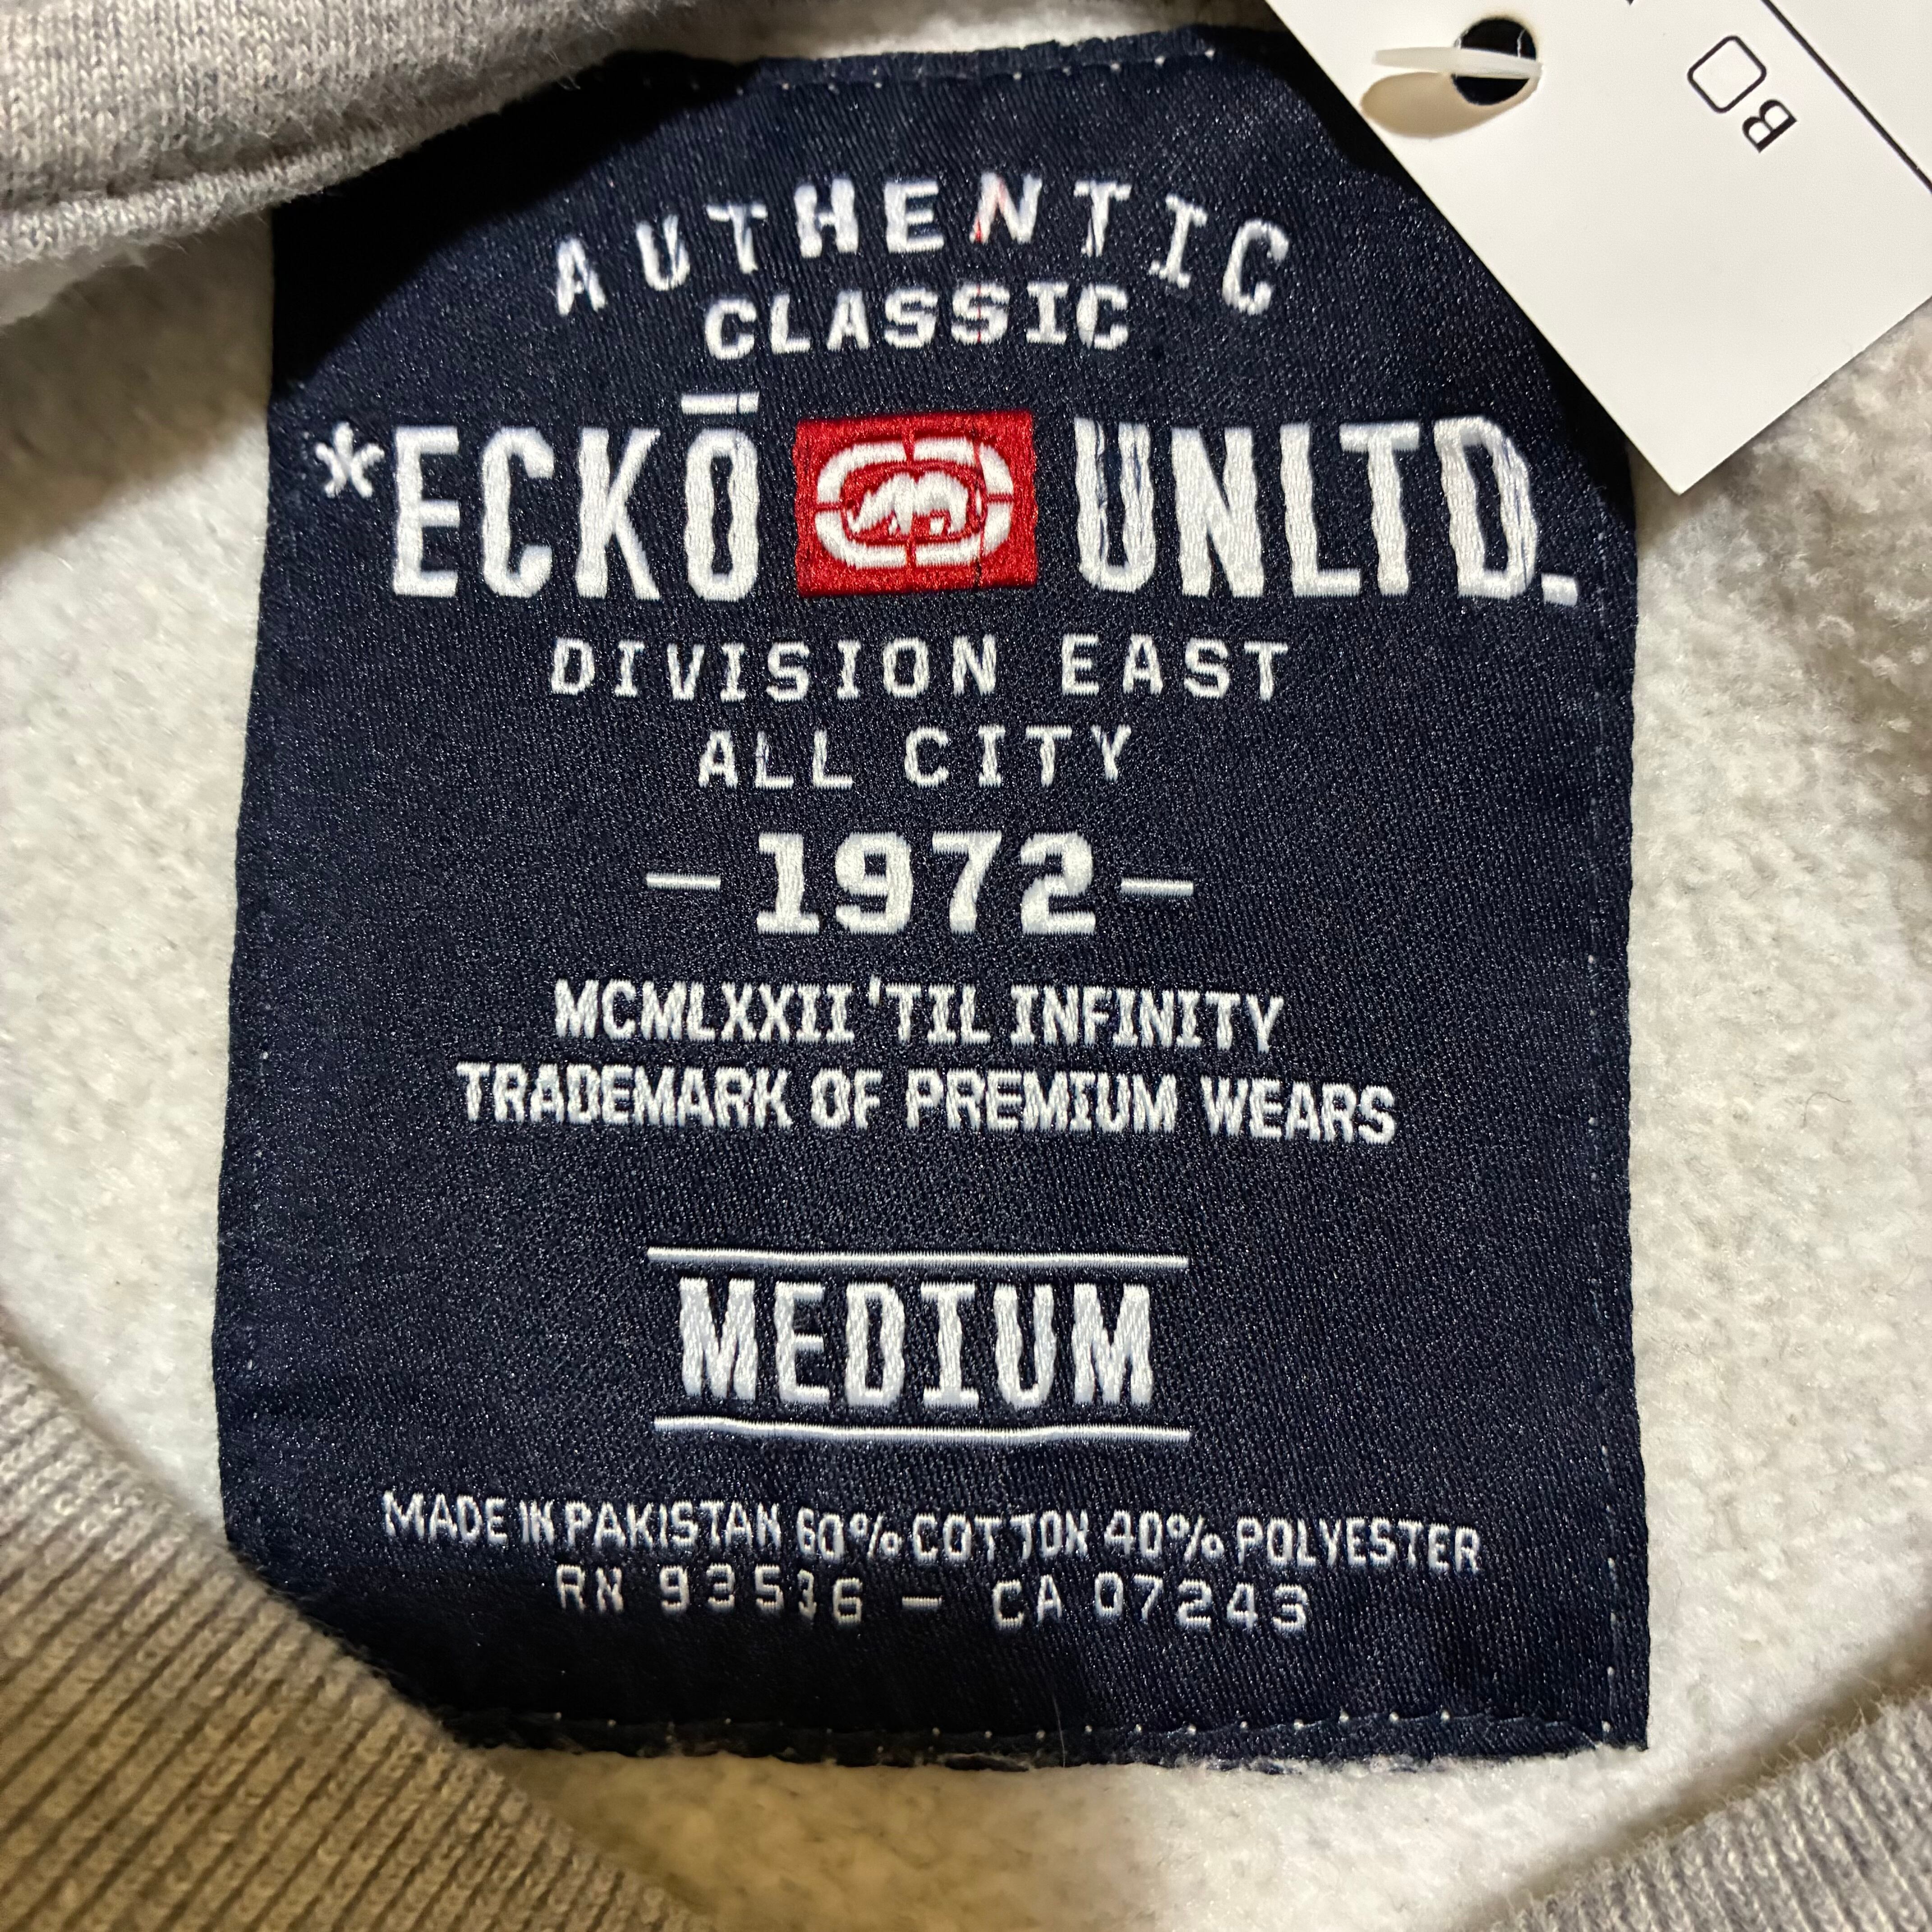 AUTHENTIC
CLASSIC
*ECKŌ UNLTD.
DIVISION EAST
ALL CITY
-1972-
MCMLXXII 'TIL INFINITY
TRADEMARK OF PREMIUM WEARS
MEDIUM
MADE IN PAKISTAN 60% COTTON 40% POLYESTER
RN 93536 - CA 07243
BO